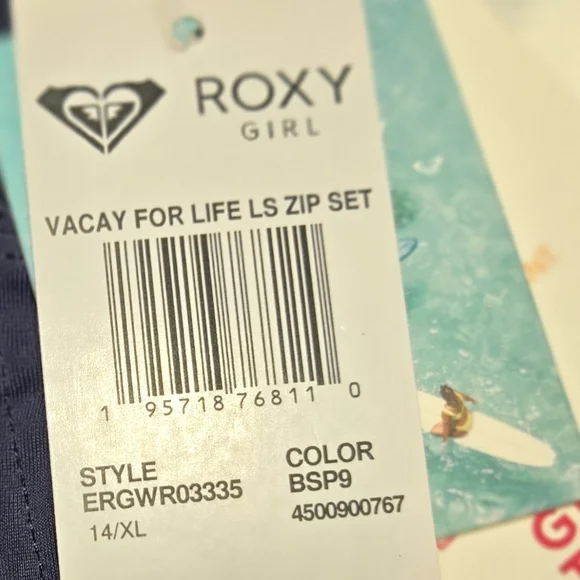 ROXY
GIRL
VACAY FOR LIFE LS ZIP SET
1 95718 76811 0
STYLE
ERGWR03335
14/XL
COLOR
BSP9
4500900767